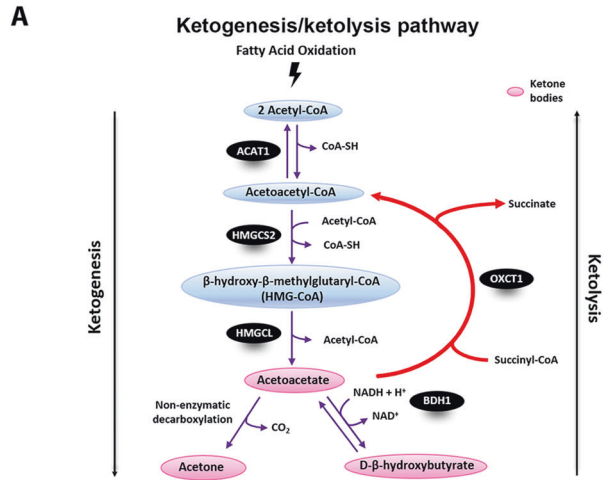 A
Ketogenesis/ketolysis pathway
Fatty Acid Oxidation
Ketone
bodies
2 Acetyl-CoA
ACAT1
CoA-SH
Acetoacetyl-CoA
Succinate
HMGCS2
Acetyl-CoA
CoA-SH
β-hydroxy-β-methylglutaryl-CoA
(HMG-CoA)
OXCT1
Ketogenesis
Ketolysis
HMGCL
Acetyl-CoA
Succinyl-CoA
Acetoacetate
NADH + H⁺
BDH1
NAD⁺
Non-enzymatic
decarboxylation
CO₂
Acetone
D-β-hydroxybutyrate